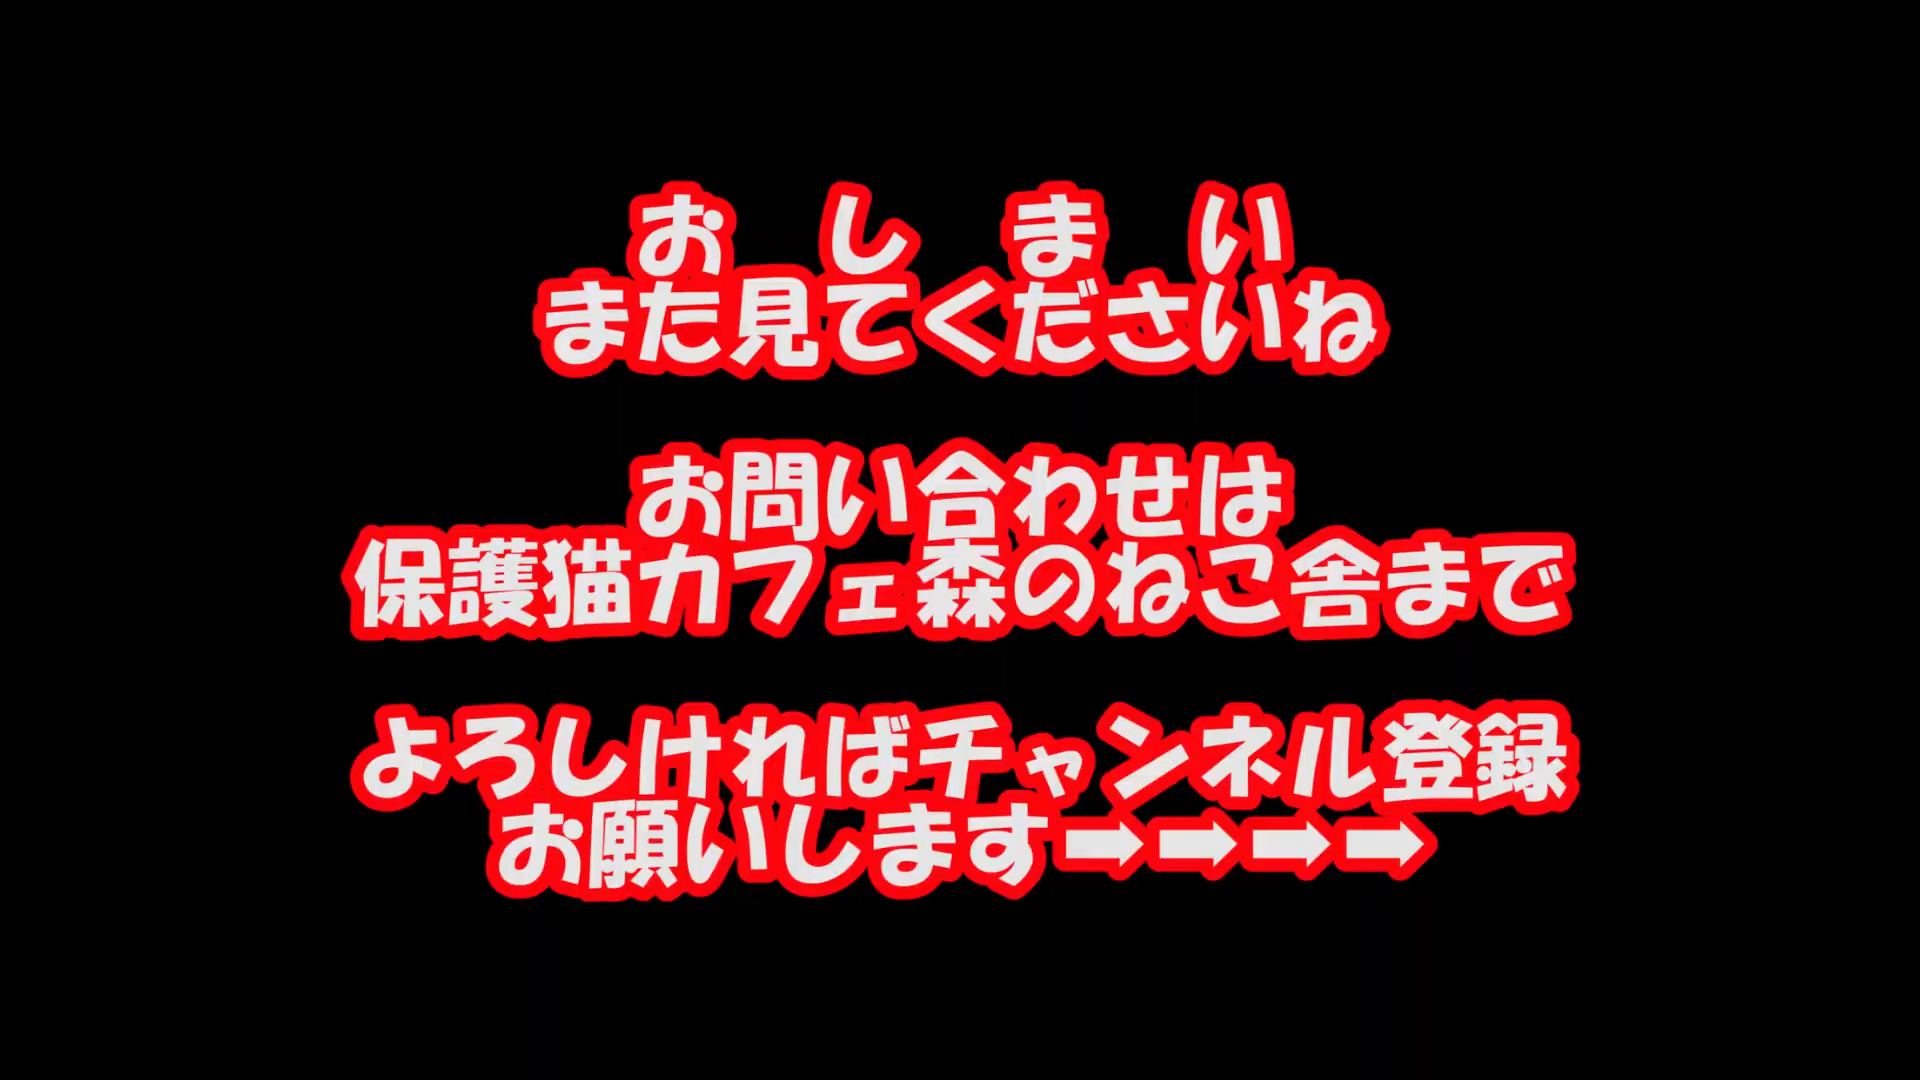 お　し　ま　い
また見てくださいね
お問い合わせは
保護猫カフェ森のねこ舎まで
よろしければチャンネル登録
お願いします➡➡➡➡